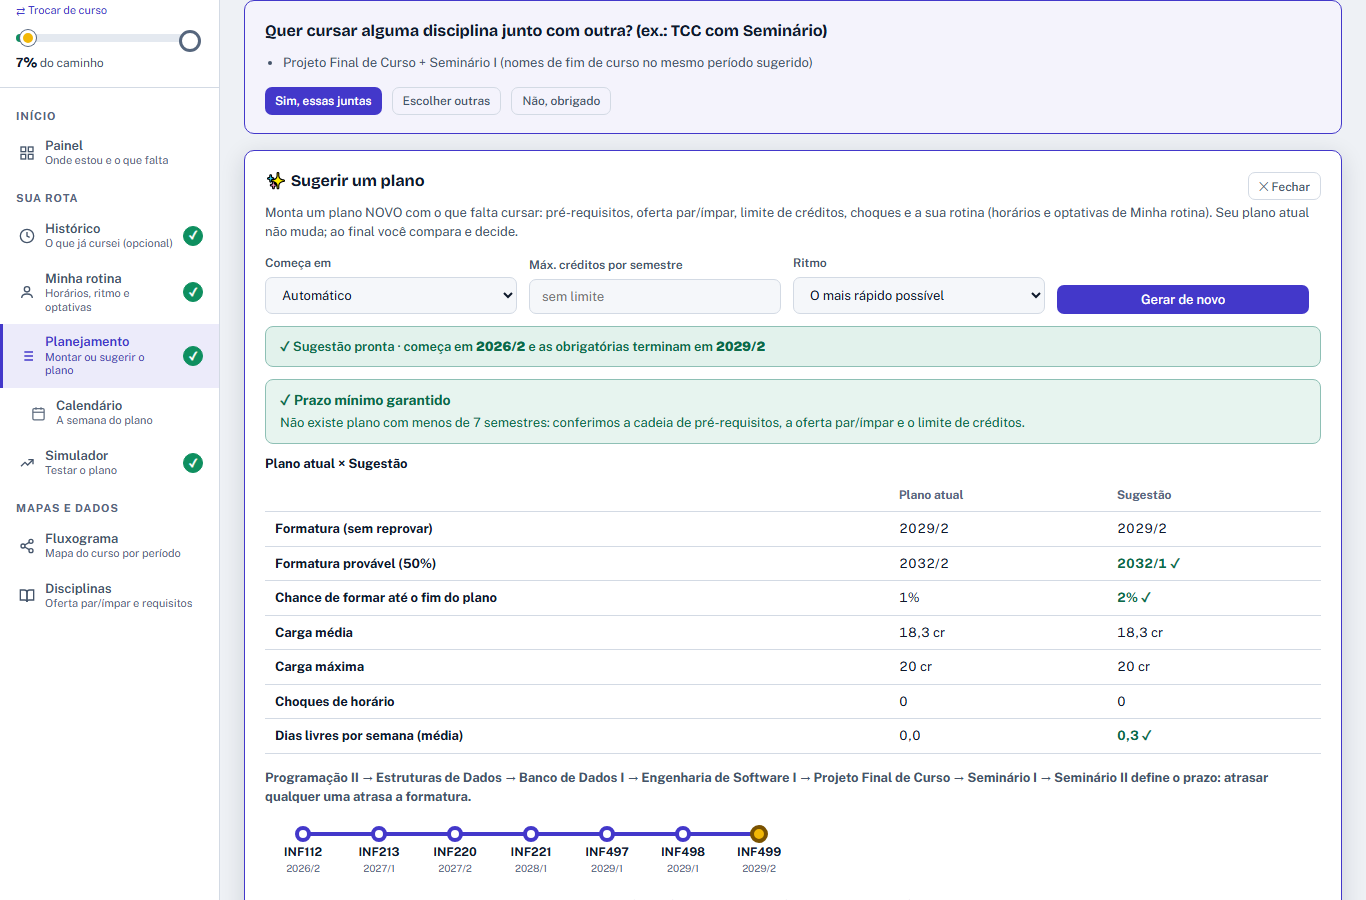 ⇄ Trocar de curso
7% do caminho
INÍCIO
Painel
Onde estou e o que falta
SUA ROTA
Histórico
O que já cursei (opcional)
Minha rotina
Horários, ritmo e
optativas
Planejamento
Montar ou sugerir o
plano
Calendário
A semana do plano
Simulador
Testar o plano
MAPAS E DADOS
Fluxograma
Mapa do curso por período
Disciplinas
Oferta par/ímpar e requisitos
Quer cursar alguma disciplina junto com outra? (ex.: TCC com Seminário)
• Projeto Final de Curso + Seminário I (nomes de fim de curso no mesmo período sugerido)
Sim, essas juntas
Escolher outras
Não, obrigado
✨ Sugerir um plano
✕ Fechar
Monta um plano NOVO com o que falta cursar: pré-requisitos, oferta par/ímpar, limite de créditos, choques e a sua rotina (horários e optativas de Minha rotina). Seu plano atual
não muda; ao final você compara e decide.
Começa em
Máx. créditos por semestre
Ritmo
Automático
sem limite
O mais rápido possível
Gerar de novo
✓ Sugestão pronta · começa em 2026/2 e as obrigatórias terminam em 2029/2
✓ Prazo mínimo garantido
Não existe plano com menos de 7 semestres: conferimos a cadeia de pré-requisitos, a oferta par/ímpar e o limite de créditos.
Plano atual × Sugestão
Plano atual Sugestão
Formatura (sem reprovar) 2029/2 2029/2
Formatura provável (50%) 2032/2 2032/1 ✓
Chance de formar até o fim do plano 1% 2% ✓
Carga média 18,3 cr 18,3 cr
Carga máxima 20 cr 20 cr
Choques de horário 0 0
Dias livres por semana (média) 0,0 0,3 ✓
Programação II → Estruturas de Dados → Banco de Dados I → Engenharia de Software I → Projeto Final de Curso → Seminário I → Seminário II define o prazo: atrasar
qualquer uma atrasa a formatura.
INF112 INF213 INF220 INF221 INF497 INF498 INF499
2026/2 2027/1 2027/2 2028/1 2029/1 2029/1 2029/2